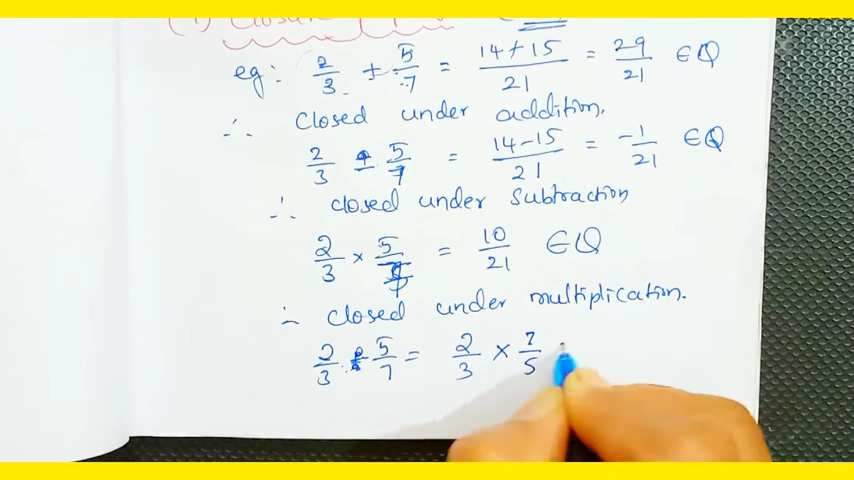 (1) Closure
eg: 2/3 + 5/7 = 14+15/21 = 29/21 ∈Q
∴ Closed under addition.
2/3 - 5/7 = 14-15/21 = -1/21 ∈Q
∴ closed under subtraction
2/3 × 5/7 = 10/21 ∈Q
∴ closed under multiplication.
2/3 ÷ 5/7 = 2/3 × 7/5